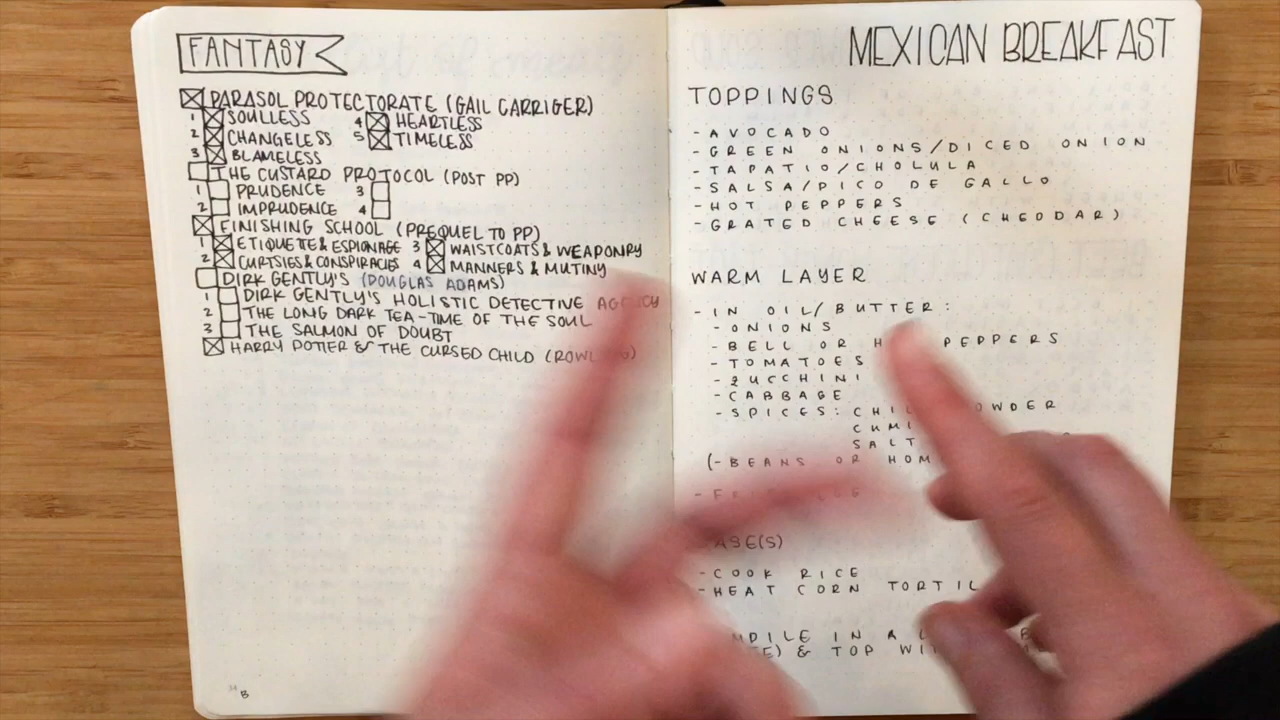 FANTASY
PARASOL PROTECTORATE (GAIL CARRIGER)
1 SOULLESS 4 HEARTLESS
2 CHANGELESS 5 TIMELESS
3 BLAMELESS
THE CUSTARD PROTOCOL (POST PP)
1 PRUDENCE 3
2 IMPRUDENCE 4
FINISHING SCHOOL (PREQUEL TO PP)
1 ETIQUETTE & ESPIONAGE 3 WAISTCOATS & WEAPONRY
2 CURTSIES & CONSPIRACIES 4 MANNERS & MUTINY
DIRK GENTLY'S (DOUGLAS ADAMS)
1 DIRK GENTLY'S HOLISTIC DETECTIVE AGENCY
2 THE LONG DARK TEA-TIME OF THE SOUL
3 THE SALMON OF DOUBT
HARRY POTTER & THE CURSED CHILD (ROWLING)
34
B
MEXICAN BREAKFAST
TOPPINGS
- AVOCADO
- GREEN ONIONS/DICED ONION
- TAPATIO/CHOLULA
- SALSA/PICO DE GALLO
- HOT PEPPERS
- GRATED CHEESE (CHEDDAR)
WARM LAYER
- IN OIL/BUTTER:
- ONIONS
- BELL OR PEPPERS
- TOMATOES
- ZUCCHINI
- CABBAGE
- SPICES:
SALT
(- BEANS OR
- COOK RICE
- HEAT CORN
IN A
& TOP